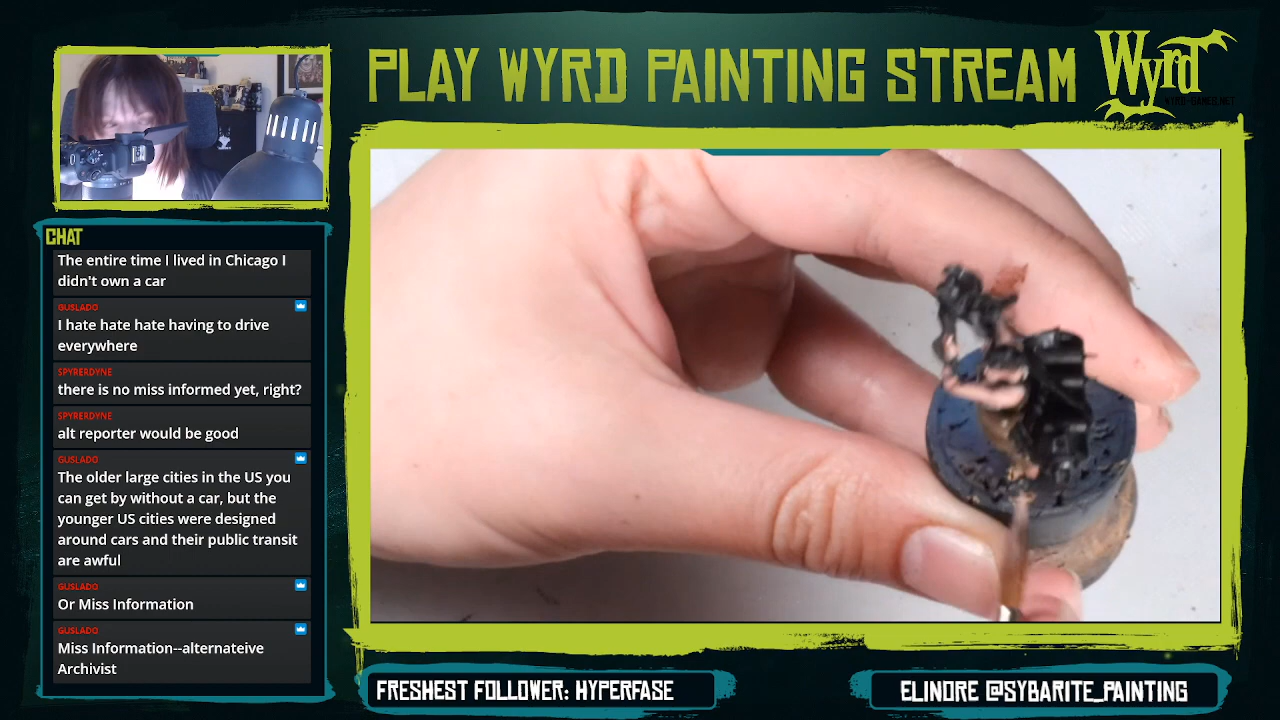 PLAY WYRD PAINTING STREAM
Wyrd
WYRD-GAMES.NET
CHAT
The entire time I lived in Chicago I
didn't own a car
GUSLADO
I hate hate hate having to drive
everywhere
SPYRERDYNE
there is no miss informed yet, right?
SPYRERDYNE
alt reporter would be good
GUSLADO
The older large cities in the US you
can get by without a car, but the
younger US cities were designed
around cars and their public transit
are awful
GUSLADO
Or Miss Information
GUSLADO
Miss Information--alternateive
Archivist
FRESHEST FOLLOWER: HYPERFASE
ELINORE @SYBARITE_PAINTING